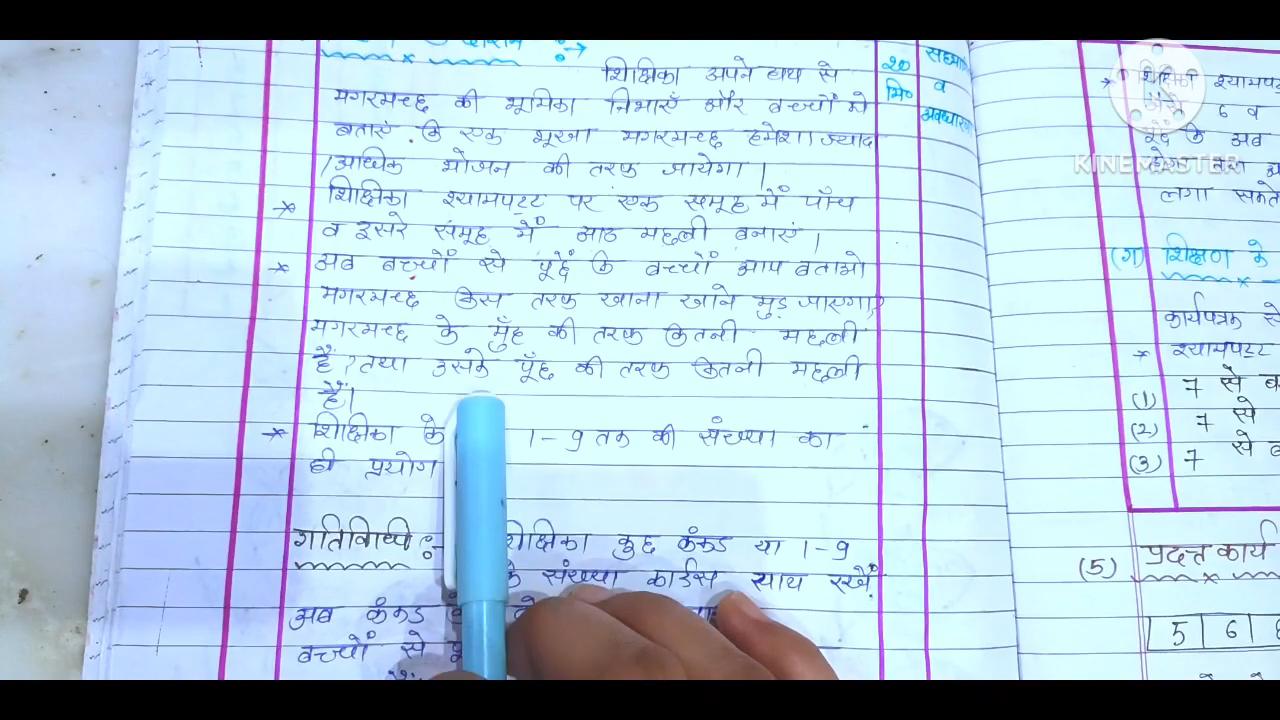 शिक्षिका अपने हाथ से
मगरमच्छ की भूमिका निभाएँ और बच्चों को
बताएं कि एक भूखा मगरमच्छ हमेशा ज्याद
/अधिक भोजन की तरफ जायेगा।
* शिक्षिका श्यामपट्ट पर एक समूह में पाँच
व दूसरे समूह में आठ मछली बनाएं।
* अब बच्चों से पूछें कि बच्चों आप बताओ
मगरमच्छ किस तरफ खाना खाने मुड़ जाएगा?
मगरमच्छ के मुँह की तरफ कितनी मछली
हैं? तथा उसके पूँछ की तरफ कितनी मछली
हैं।
* शिक्षिका के 1-9 तक की संख्या का
ही प्रयोग
गतिविधि :- शिक्षिका कुछ कंकड या 1-9
के संख्या कार्डस साथ रखें.
अब कंकड
बच्चों से
20 मि०
व
अवधारणा
KINEMASTER
6 व
कि अब
लगा सकते
(ग) शिक्षण के
कार्यपत्रक से
* श्यामपट्ट
(1) 7 से
(2) 7 से
(3) 7 से
(5) प्रदत्त कार्य
5 6